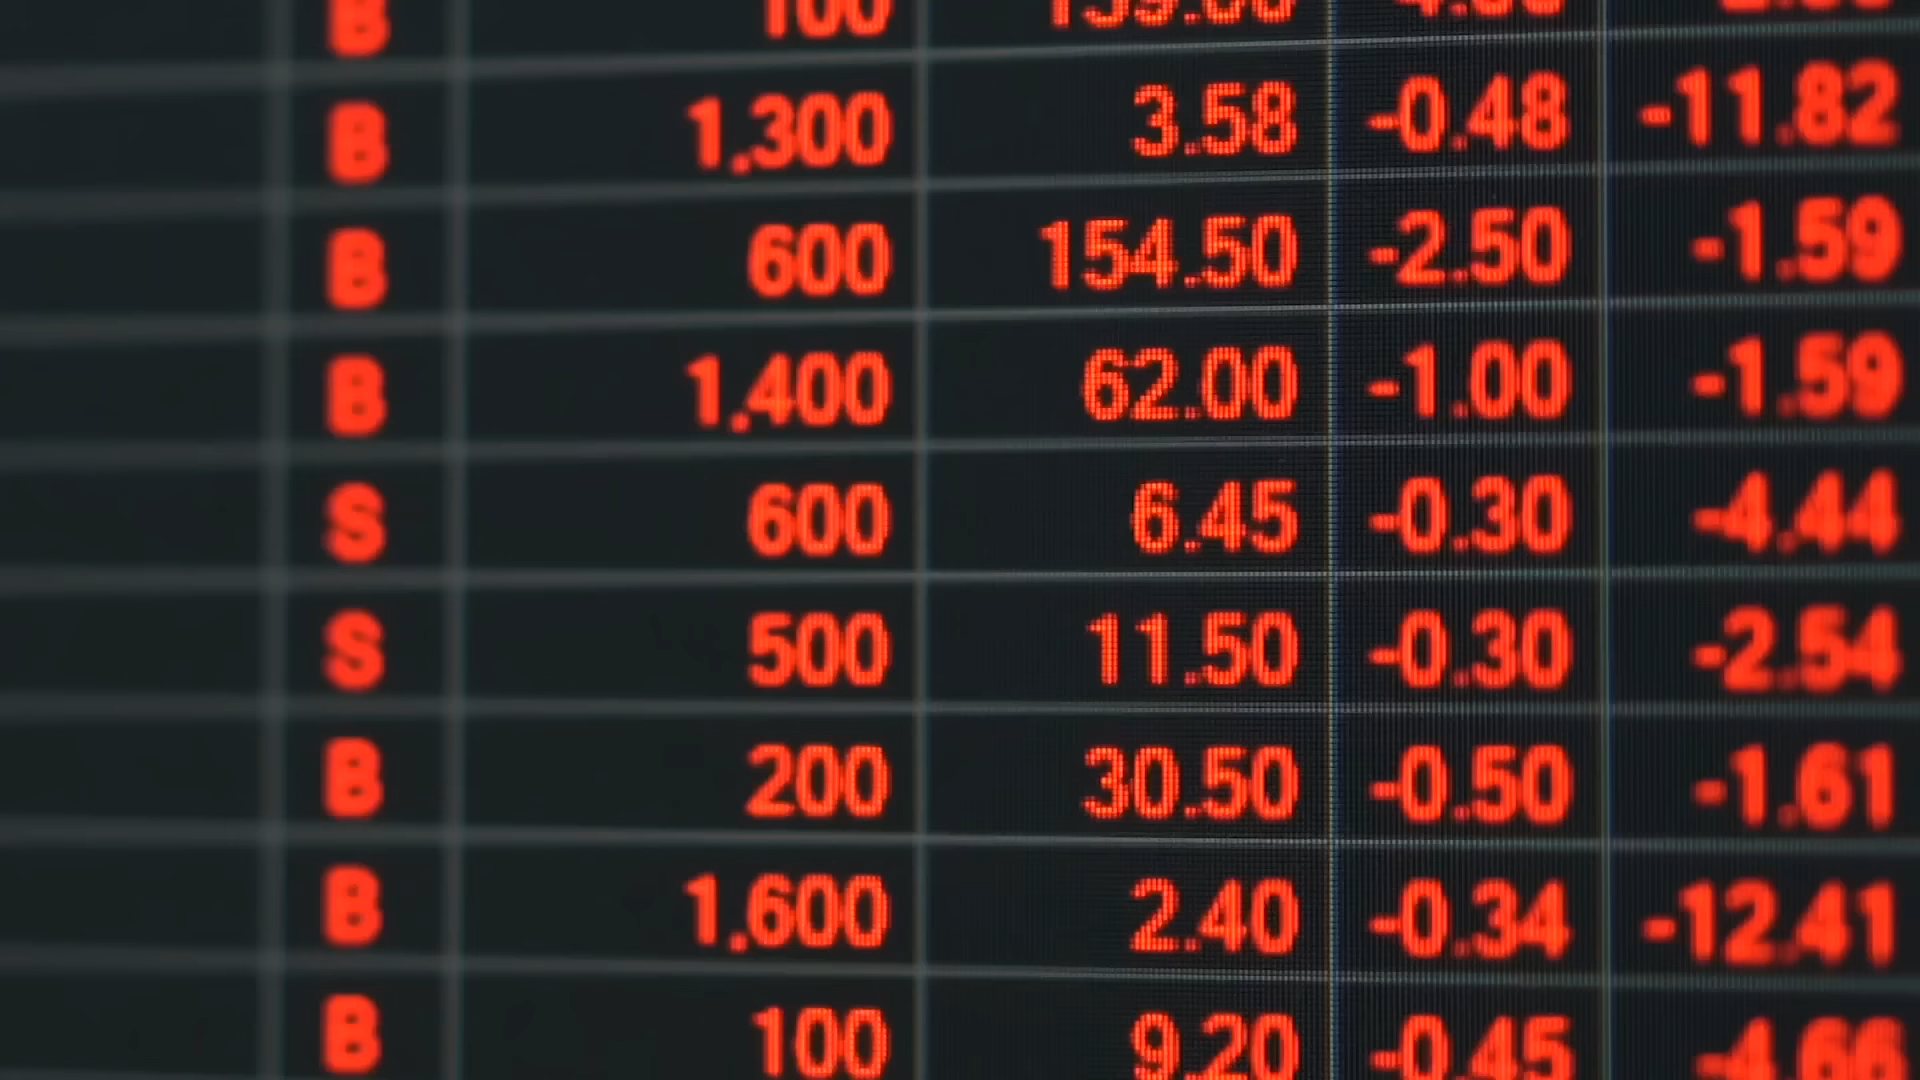 B 100
B 1,300 3.58 -0.48 -11.82
B 600 154.50 -2.50 -1.59
B 1,400 62.00 -1.00 -1.59
S 600 6.45 -0.30 -4.44
S 500 11.50 -0.30 -2.54
B 200 30.50 -0.50 -1.61
B 1,600 2.40 -0.34 -12.41
B 100 9.20 -0.45 -4.66